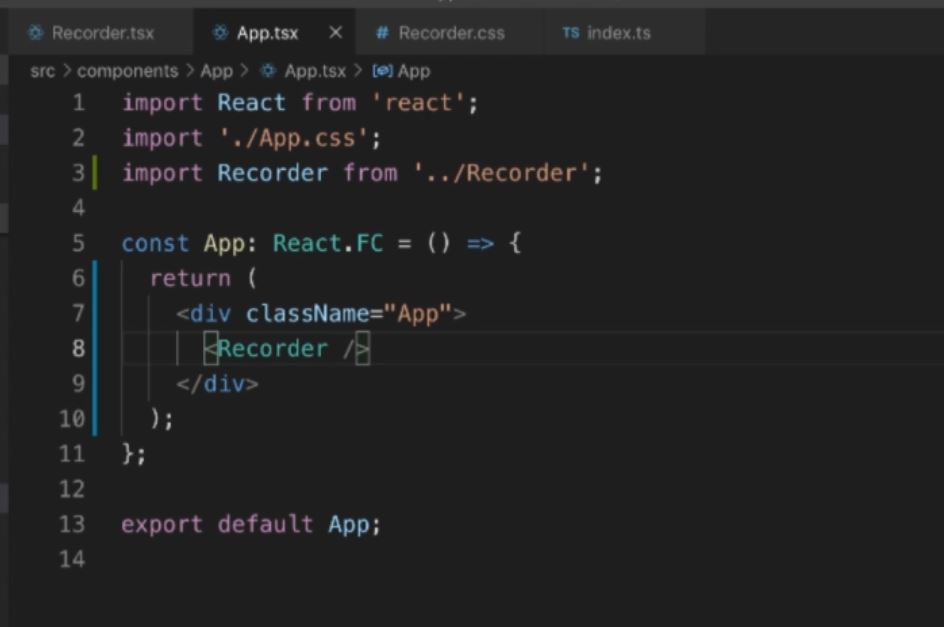 Recorder.tsx App.tsx × # Recorder.css TS index.ts
src > components > App > App.tsx > App
1 import React from 'react';
2 import './App.css';
3 import Recorder from '../Recorder';
4
5 const App: React.FC = () => {
6 return (
7 <div className="App">
8 <Recorder />
9 </div>
10 );
11 };
12
13 export default App;
14